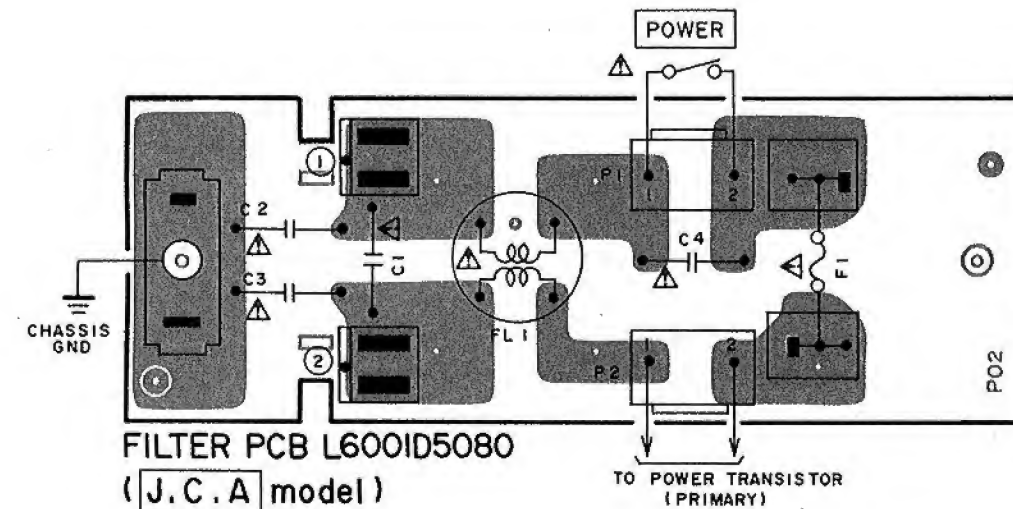 POWER
P1
1
2
1
C2
C1
C4
F1
C3
CHASSIS
GND
FL1
2
P2
1
2
P02
FILTER PCB L6001D5080
(J.C.A model)
TO POWER TRANSISTOR
(PRIMARY)